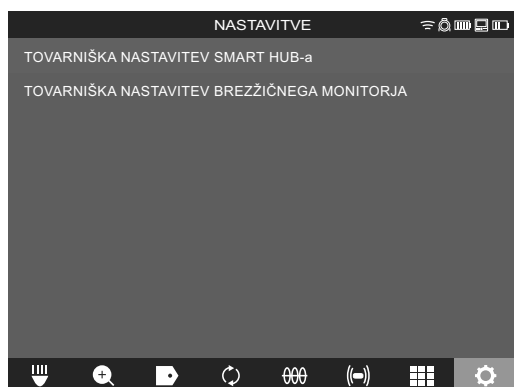 NASTAVITVE
TOVARNIŠKA NASTAVITEV SMART HUB-a
TOVARNIŠKA NASTAVITEV BREZŽIČNEGA MONITORJA